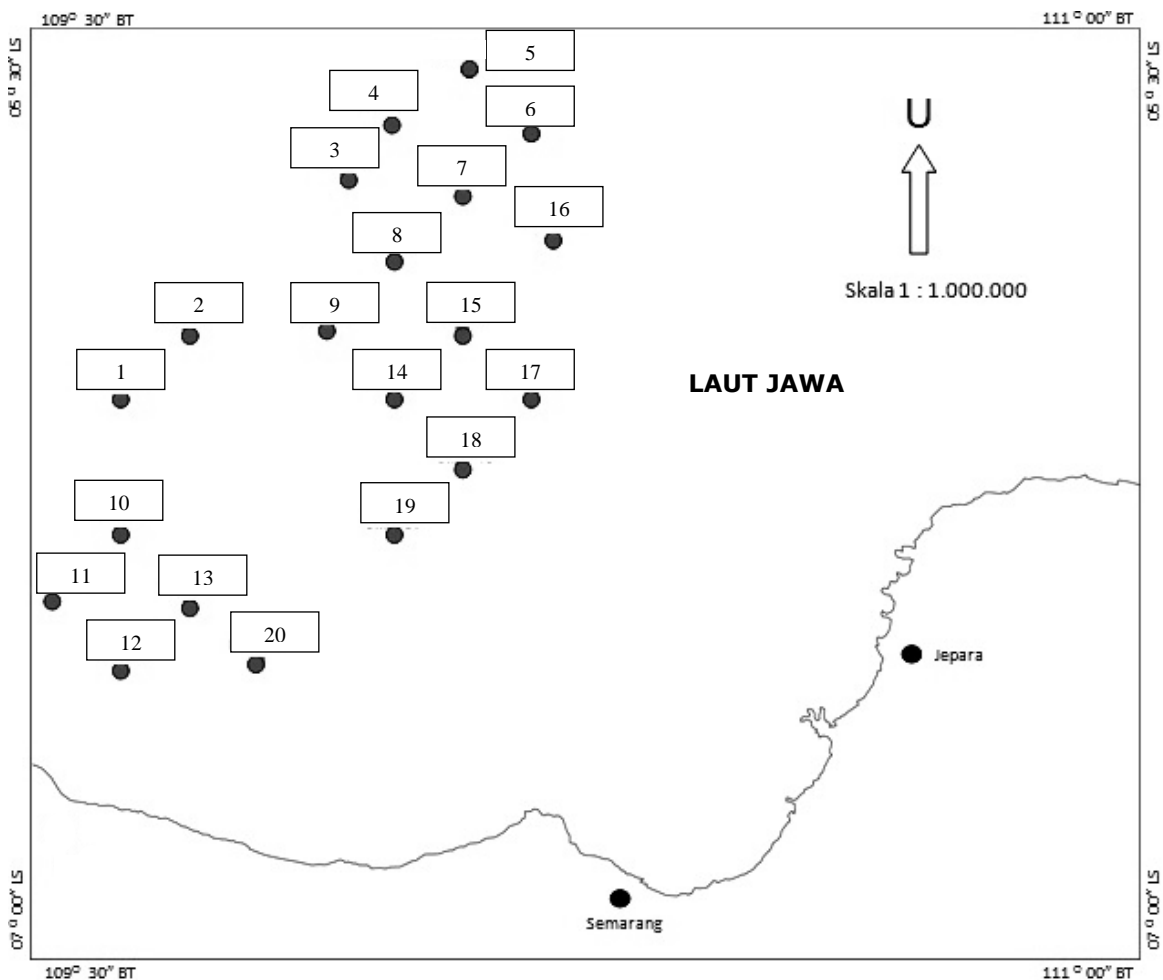 109° 30" BT
111° 00" BT
05° 30" LS
05° 30" LS
5
4
6
U
3
7
16
8
Skala 1 : 1.000.000
2
9
15
LAUT JAWA
1
14
17
18
10
19
11
13
12
20
Jepara
Semarang
07° 00" LS
07° 00" LS
109° 30" BT
111° 00" BT